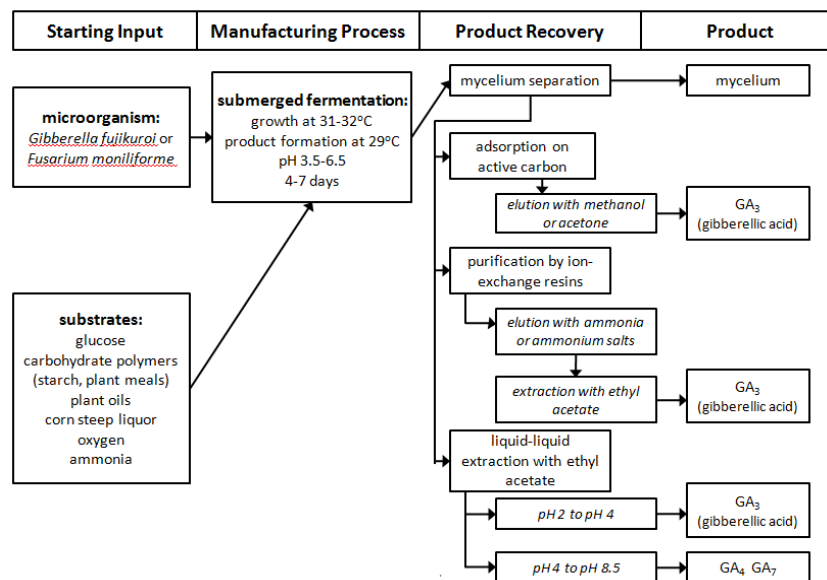 Starting Input
Manufacturing Process
Product Recovery
Product
microorganism:
Gibberella fujikuroi or
Fusarium moniliforme
substrates:
glucose
carbohydrate polymers
(starch, plant meals)
plant oils
corn steep liquor
oxygen
ammonia
submerged fermentation:
growth at 31-32°C
product formation at 29°C
pH 3.5-6.5
4-7 days
mycelium separation
mycelium
adsorption on
active carbon
elution with methanol
or acetone
GA₃
(gibberellic acid)
purification by ion-
exchange resins
elution with ammonia
or ammonium salts
extraction with ethyl
acetate
GA₃
(gibberellic acid)
liquid-liquid
extraction with ethyl
acetate
pH 2 to pH 4
GA₃
(gibberellic acid)
pH 4 to pH 8.5
GA₄ GA₇